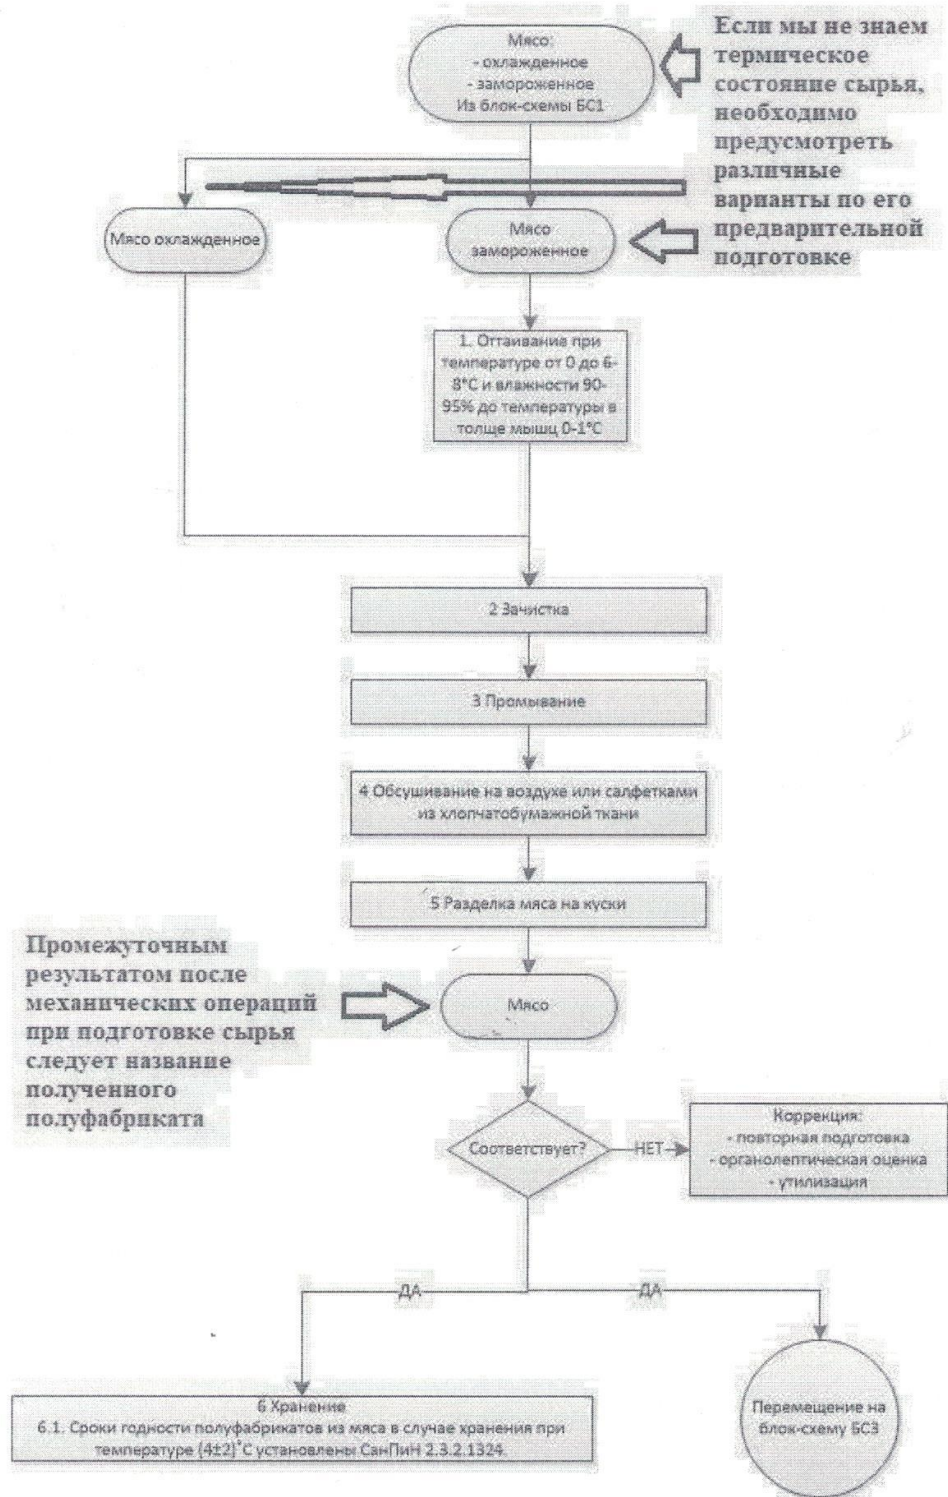 Мясо:
- охлажденное
- замороженное
Из блок-схемы БС1
Если мы не знаем
термическое
состояние сырья,
необходимо
предусмотреть
различные
варианты по его
предварительной
подготовке
Мясо охлажденное
Мясо
замороженное
1. Оттаивание при
температуре от 0 до 6-
8°С и влажности 90-
95% до температуры в
толще мышц 0-1°С
2 Зачистка
3 Промывание
4 Обсушивание на воздухе или салфетками
из хлопчатобумажной ткани
5 Разделка мяса на куски
Промежуточным
результатом после
механических операций
при подготовке сырья
следует название
полученного
полуфабриката
Мясо
Соответствует?
НЕТ
Коррекция:
- повторная подготовка
- органолептическая оценка
- утилизация
ДА
ДА
6 Хранение
6.1. Сроки годности полуфабрикатов из мяса в случае хранения при
температуре (4±2)°С установлены СанПиН 2.3.2.1324.
Перемещение на
блок-схему БС3